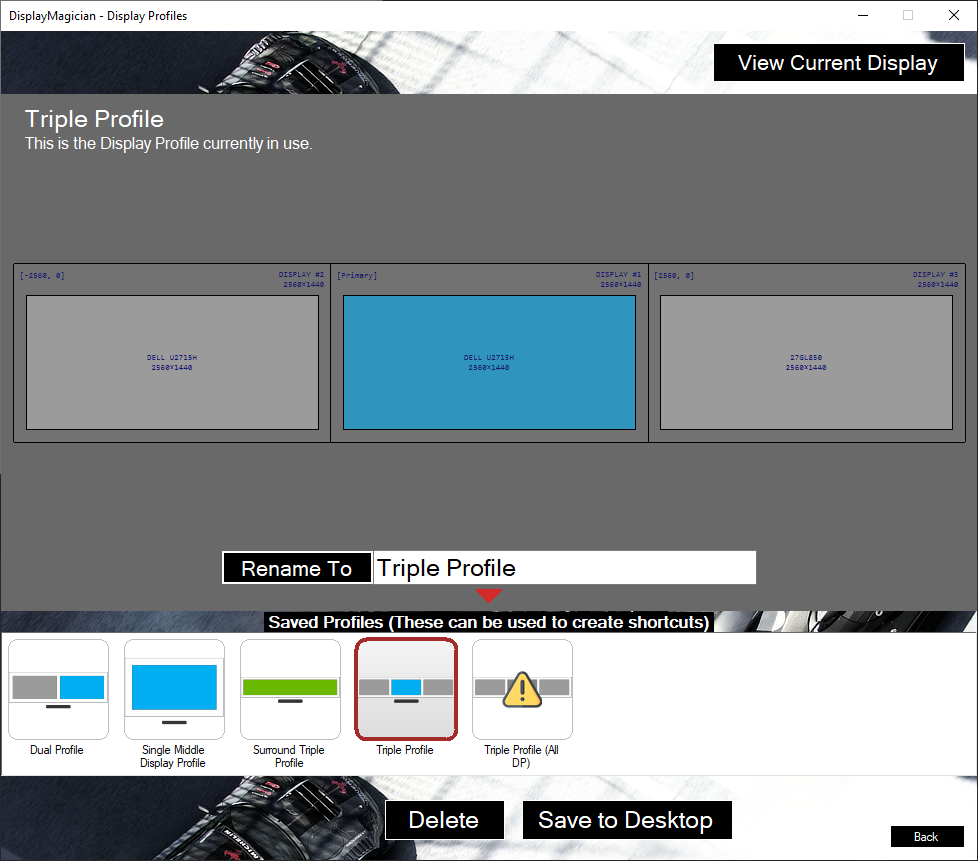 DisplayMagician - Display Profiles
View Current Display
Triple Profile
This is the Display Profile currently in use.
[-2560, 0]
DISPLAY #2
2560×1440
DELL U2715H
2560×1440
[Primary]
DISPLAY #1
2560×1440
DELL U2715H
2560×1440
[2560, 0]
DISPLAY #3
2560×1440
27GL850
2560×1440
Rename To
Triple Profile
Saved Profiles (These can be used to create shortcuts)
Dual Profile
Single Middle
Display Profile
Surround Triple
Profile
Triple Profile
Triple Profile (All
DP)
MICHELIN
Delete
Save to Desktop
Back